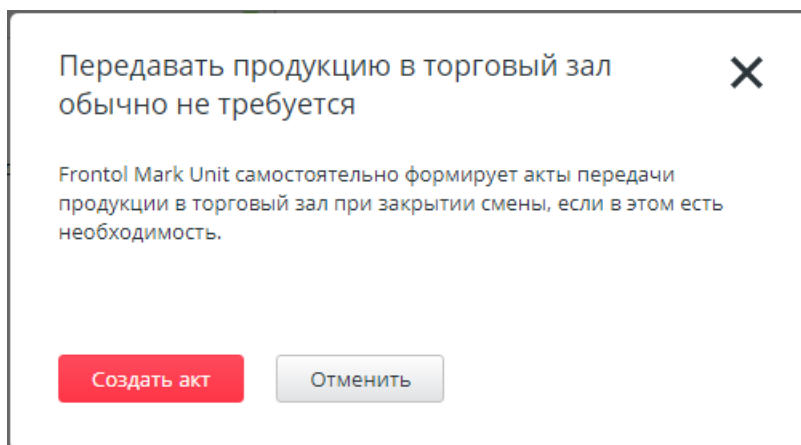 Передавать продукцию в торговый зал
обычно не требуется
Frontol Mark Unit самостоятельно формирует акты передачи
продукции в торговый зал при закрытии смены, если в этом есть
необходимость.
Создать акт
Отменить